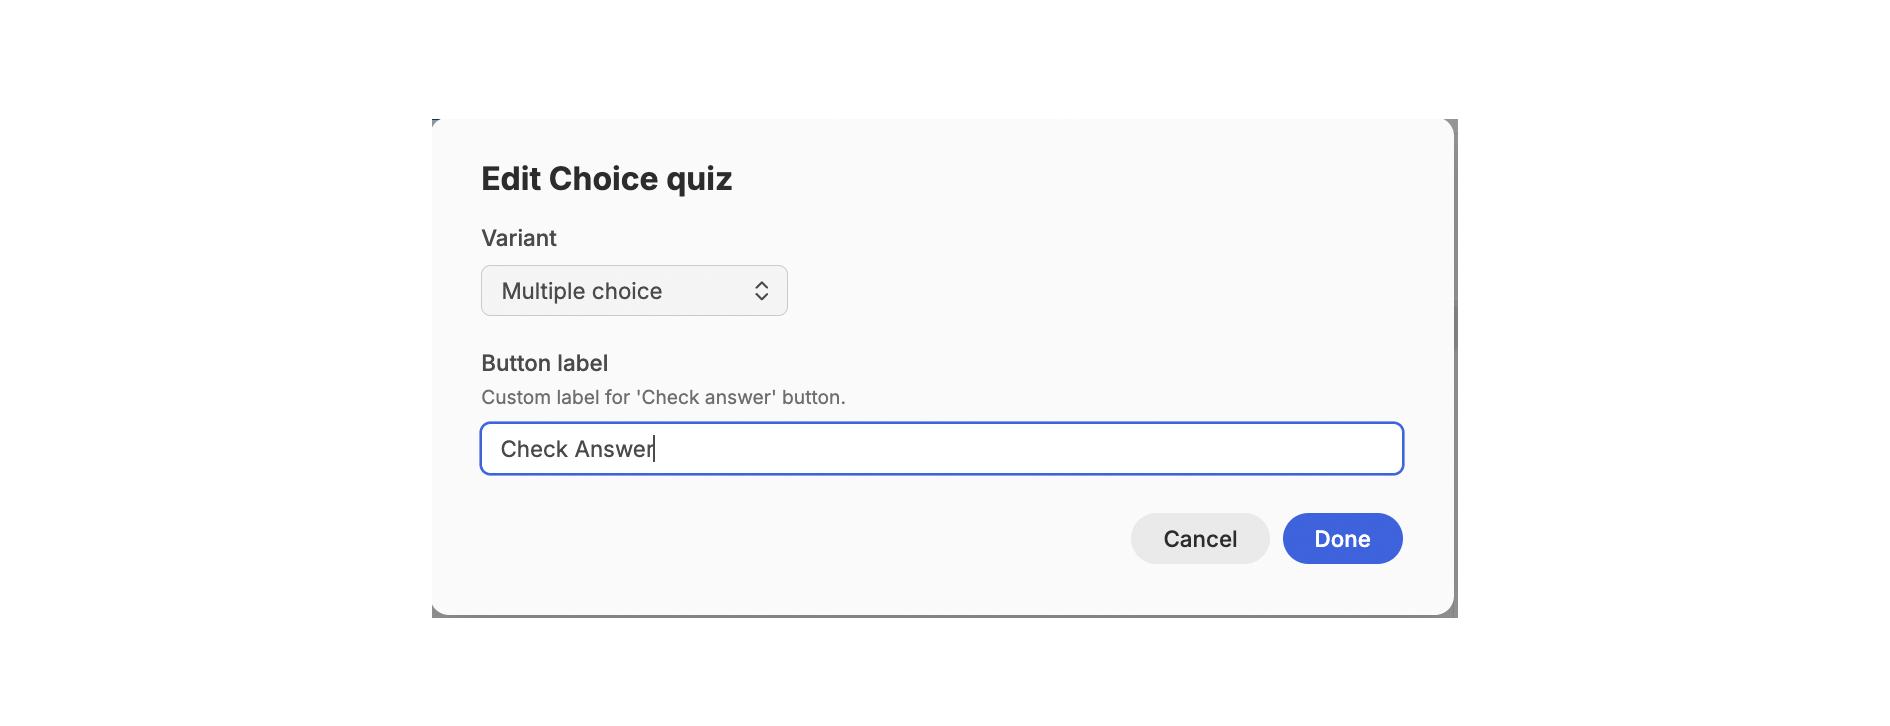 Edit Choice quiz
Variant
Multiple choice
Button label
Custom label for 'Check answer' button.
Check Answer
Cancel
Done